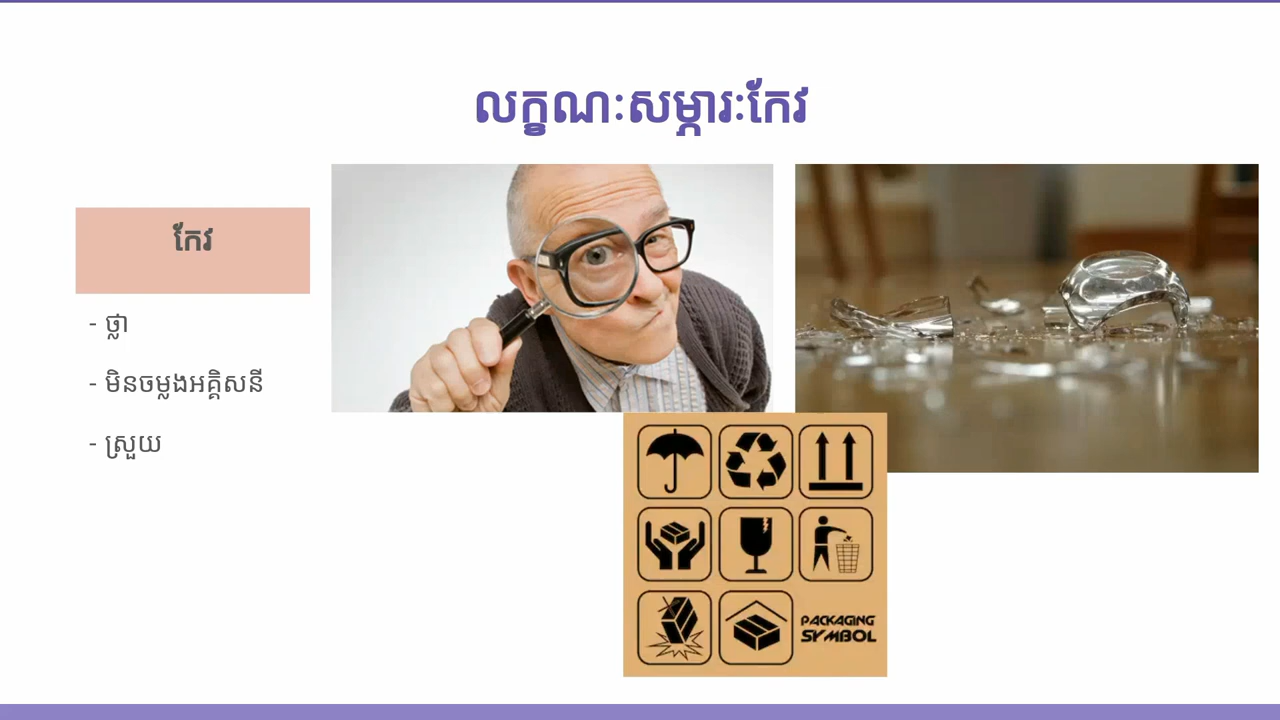 លក្ខណៈសម្ភារៈកែវ
កែវ
- ថ្លា
- មិនចម្លងអគ្គិសនី
- ស្រួយ
PACKAGING
SYMBOL